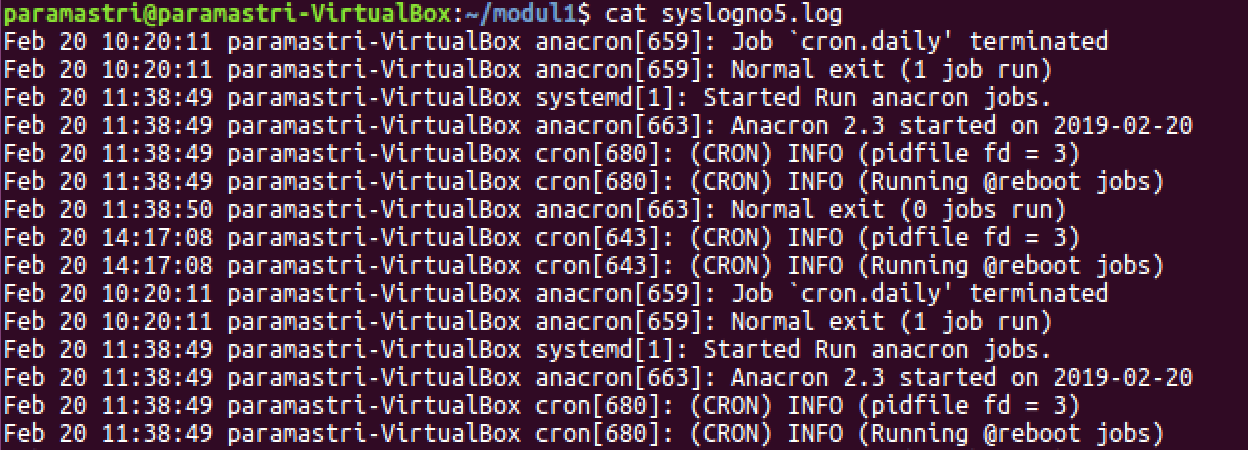 paramastri@paramastri-VirtualBox:~/modul1$ cat syslogno5.log
Feb 20 10:20:11 paramastri-VirtualBox anacron[659]: Job `cron.daily' terminated
Feb 20 10:20:11 paramastri-VirtualBox anacron[659]: Normal exit (1 job run)
Feb 20 11:38:49 paramastri-VirtualBox systemd[1]: Started Run anacron jobs.
Feb 20 11:38:49 paramastri-VirtualBox anacron[663]: Anacron 2.3 started on 2019-02-20
Feb 20 11:38:49 paramastri-VirtualBox cron[680]: (CRON) INFO (pidfile fd = 3)
Feb 20 11:38:49 paramastri-VirtualBox cron[680]: (CRON) INFO (Running @reboot jobs)
Feb 20 11:38:50 paramastri-VirtualBox anacron[663]: Normal exit (0 jobs run)
Feb 20 14:17:08 paramastri-VirtualBox cron[643]: (CRON) INFO (pidfile fd = 3)
Feb 20 14:17:08 paramastri-VirtualBox cron[643]: (CRON) INFO (Running @reboot jobs)
Feb 20 10:20:11 paramastri-VirtualBox anacron[659]: Job `cron.daily' terminated
Feb 20 10:20:11 paramastri-VirtualBox anacron[659]: Normal exit (1 job run)
Feb 20 11:38:49 paramastri-VirtualBox systemd[1]: Started Run anacron jobs.
Feb 20 11:38:49 paramastri-VirtualBox anacron[663]: Anacron 2.3 started on 2019-02-20
Feb 20 11:38:49 paramastri-VirtualBox cron[680]: (CRON) INFO (pidfile fd = 3)
Feb 20 11:38:49 paramastri-VirtualBox cron[680]: (CRON) INFO (Running @reboot jobs)